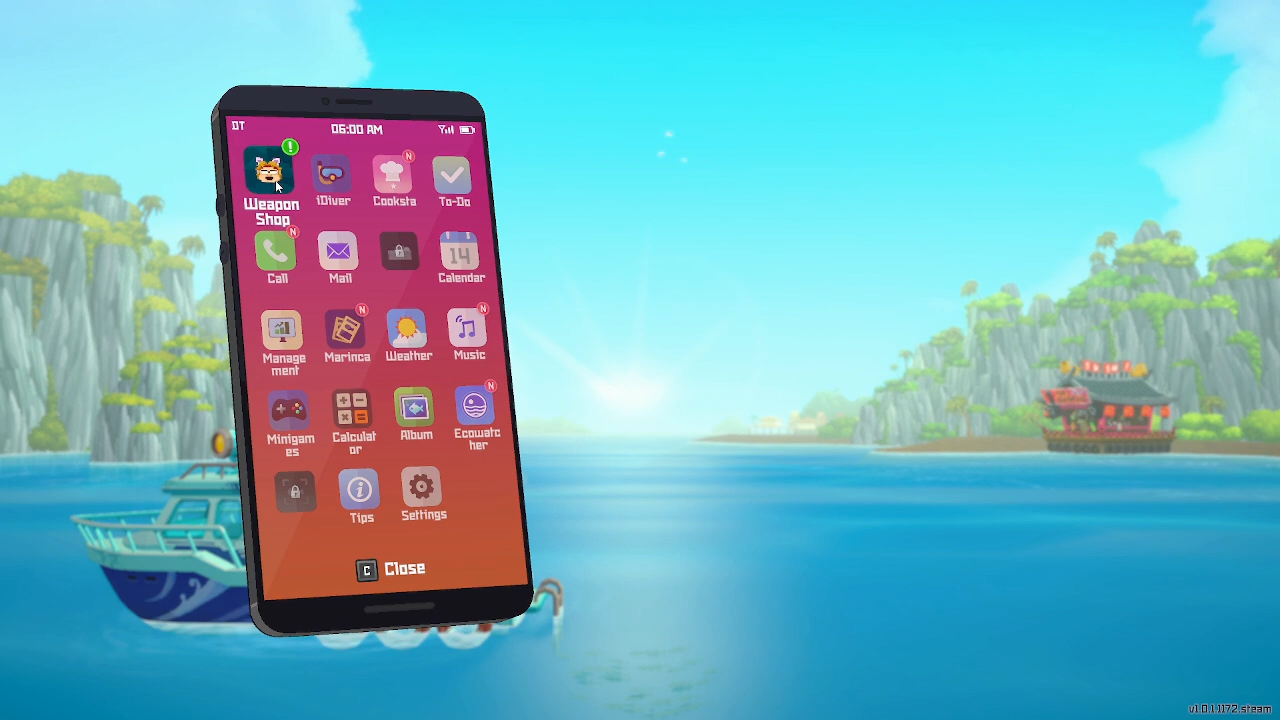 DT
06:00 AM
!
Weapon
Shop
iDiver
N
Cooksta
To-Do
N
Call
Mail
14
Calendar
Manage
ment
N
Marinca
Weather
N
Music
Minigam
es
Calculat
or
Album
N
Ecowatc
her
Tips
Settings
C Close
v1.0.1.1172.steam